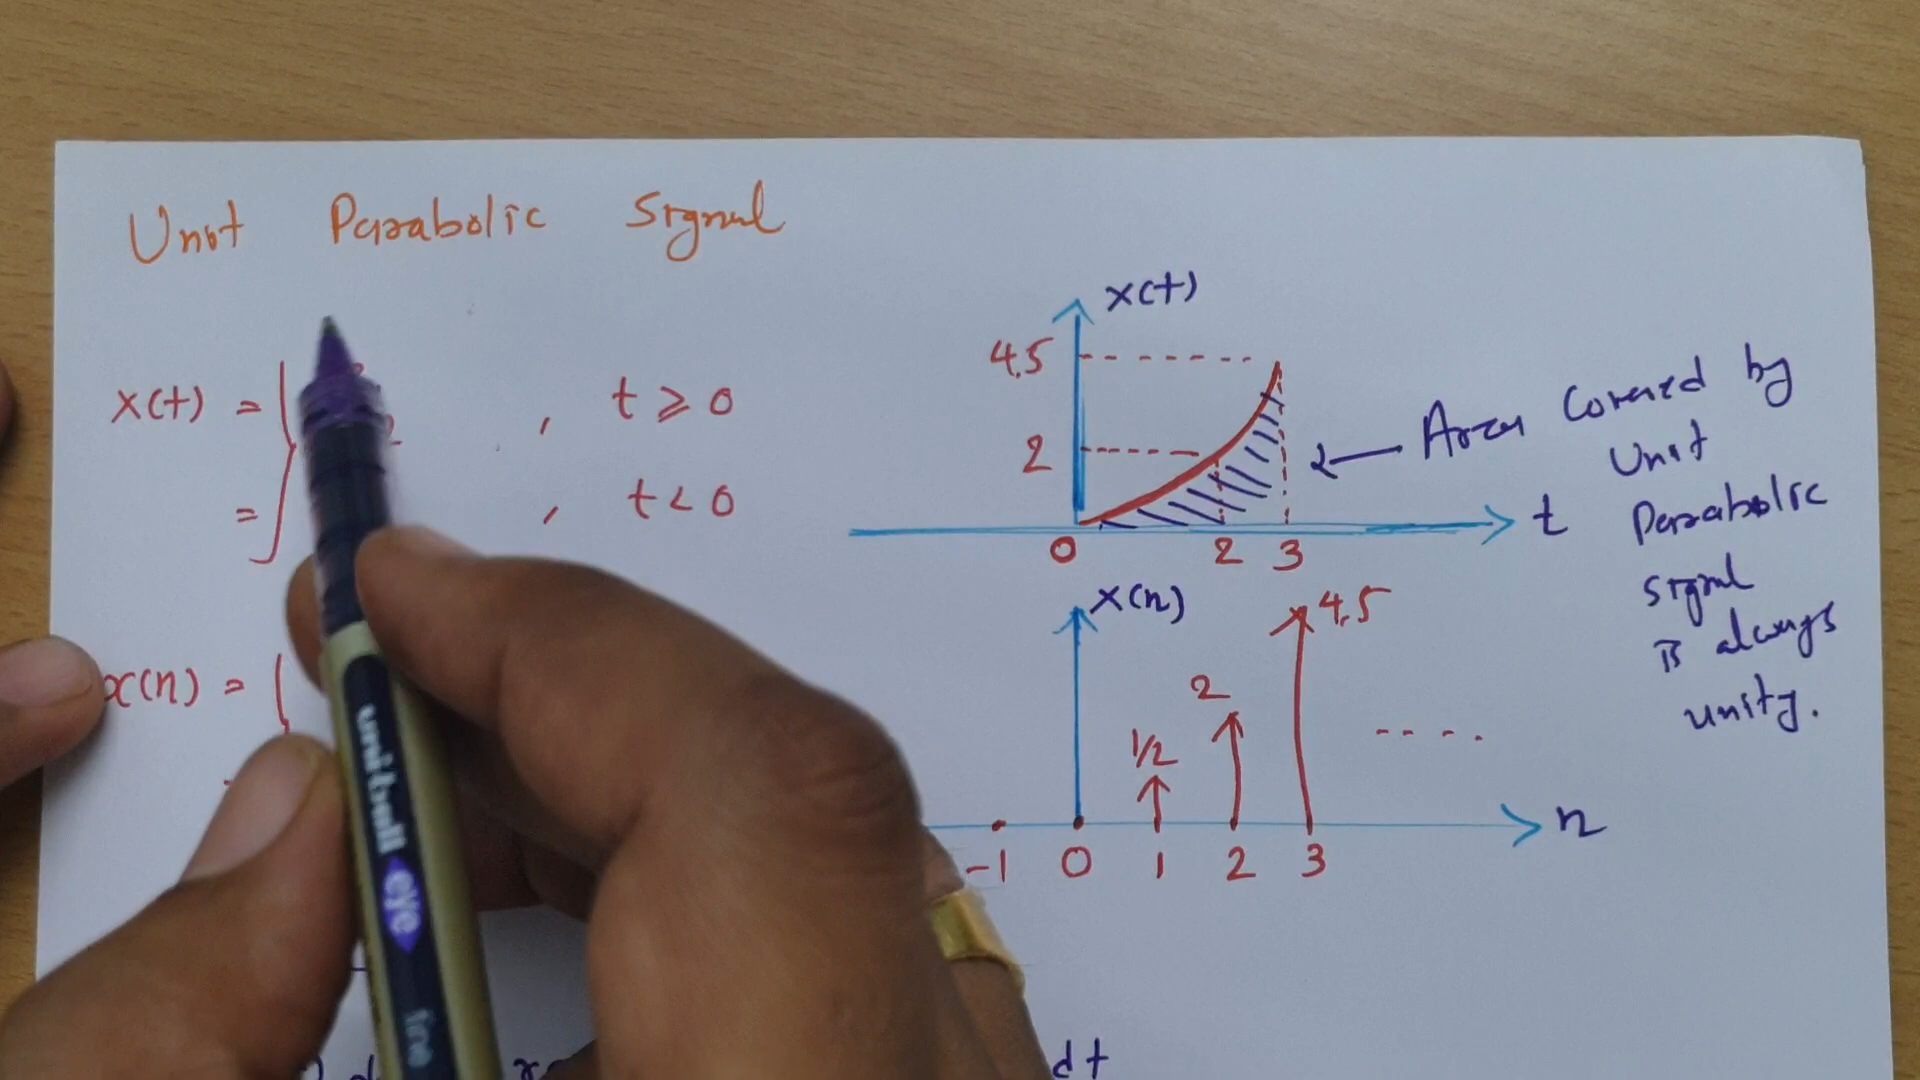 Unit Parabolic Signal
x(t) = { , t ≥ 0
= , t < 0
x(n) =
x(t)
4.5
2
0 2 3 t
Area Covered by
Unit
Parabolic
signal
is always
unity.
x(n)
1/2 2 4.5
-1 0 1 2 3 n
dt
uniball eye fine